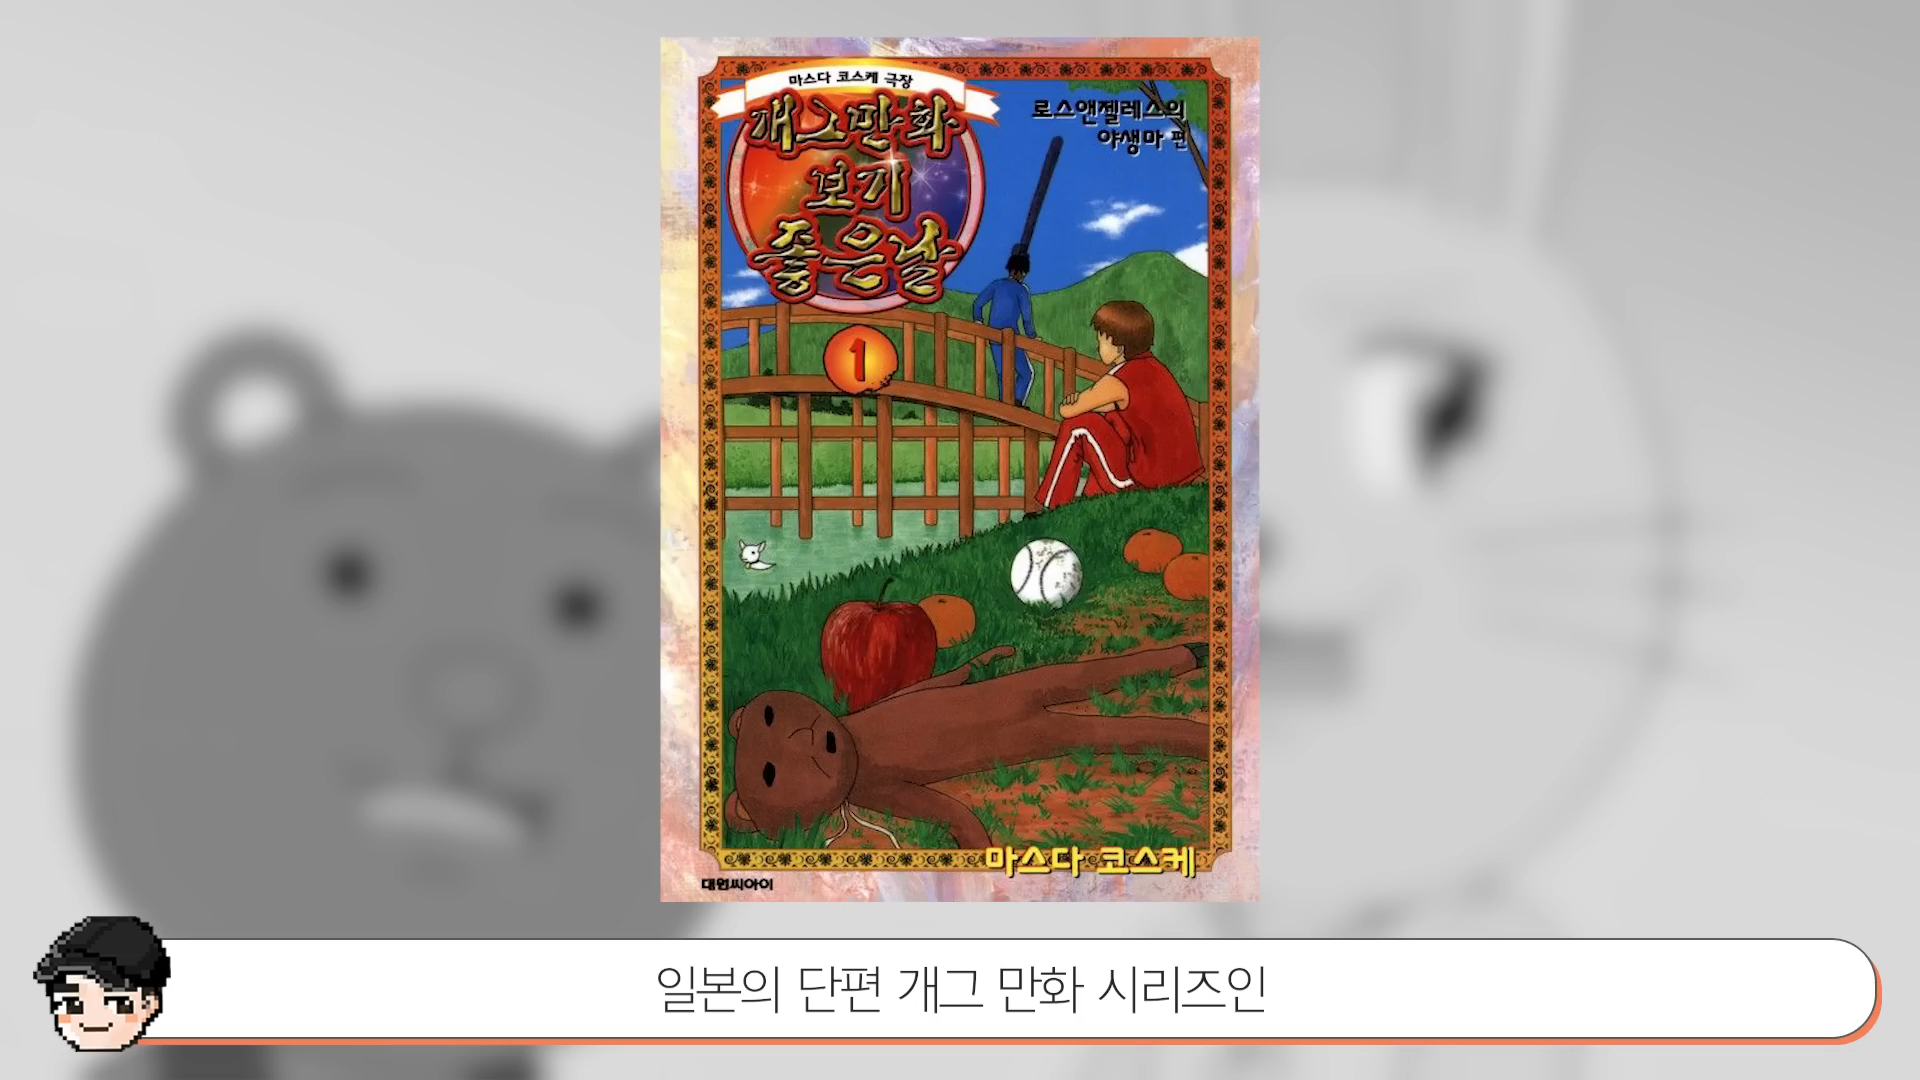 마스다 코스케 극장
개그만화
보기
좋은날
로스앤젤레스의
야생마 편
1
마스다 코스케
대원씨아이
일본의 단편 개그 만화 시리즈인